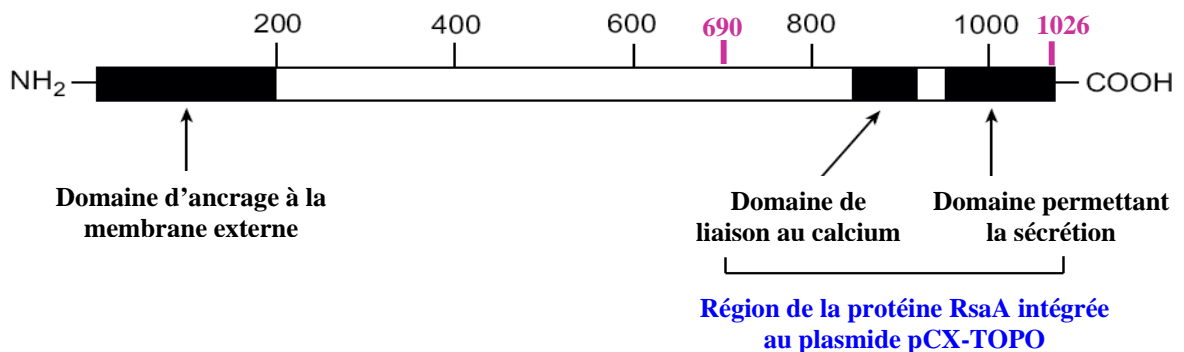 200 400 600 690 800 1000 1026
NH2 COOH
Domaine d'ancrage à la
membrane externe
Domaine de
liaison au calcium
Domaine permettant
la sécrétion
Région de la protéine RsaA intégrée
au plasmide pCX-TOPO